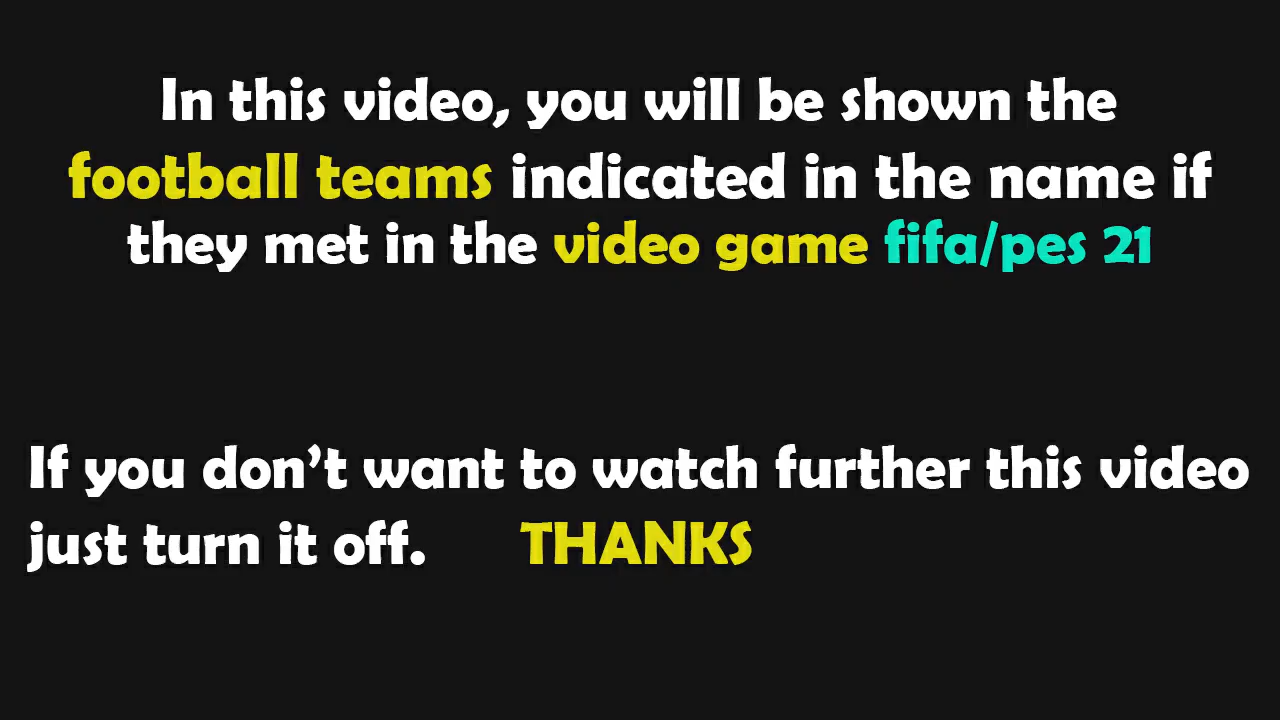 In this video, you will be shown the
football teams indicated in the name if
they met in the video game fifa/pes 21
If you don’t want to watch further this video
just turn it off. THANKS